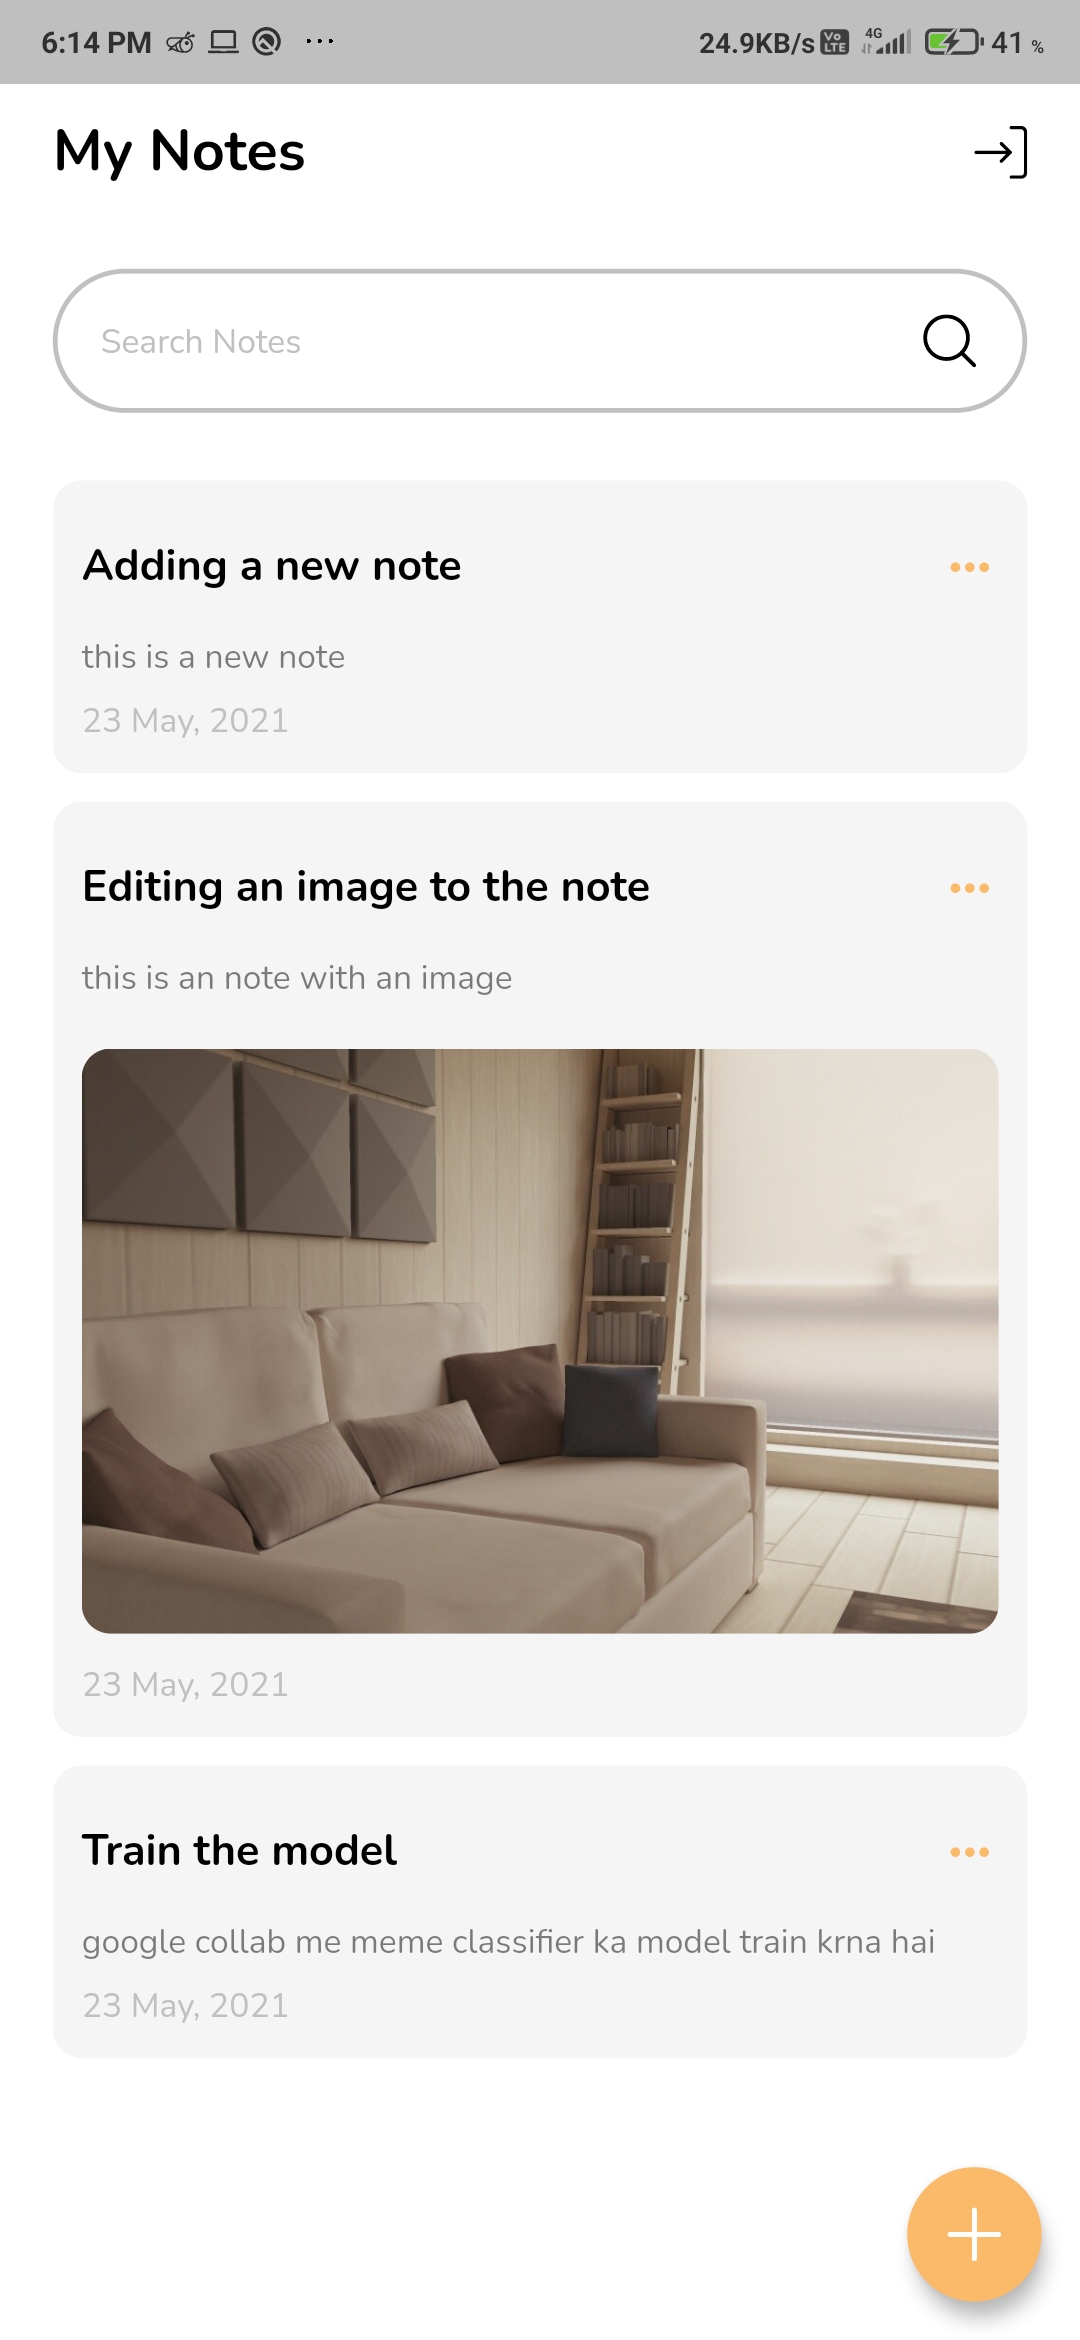 6:14 PM ... 24.9KB/s Vo LTE 4G 41 %
My Notes
Search Notes
Adding a new note
this is a new note
23 May, 2021
Editing an image to the note
this is an note with an image
23 May, 2021
Train the model
google collab me meme classifier ka model train krna hai
23 May, 2021